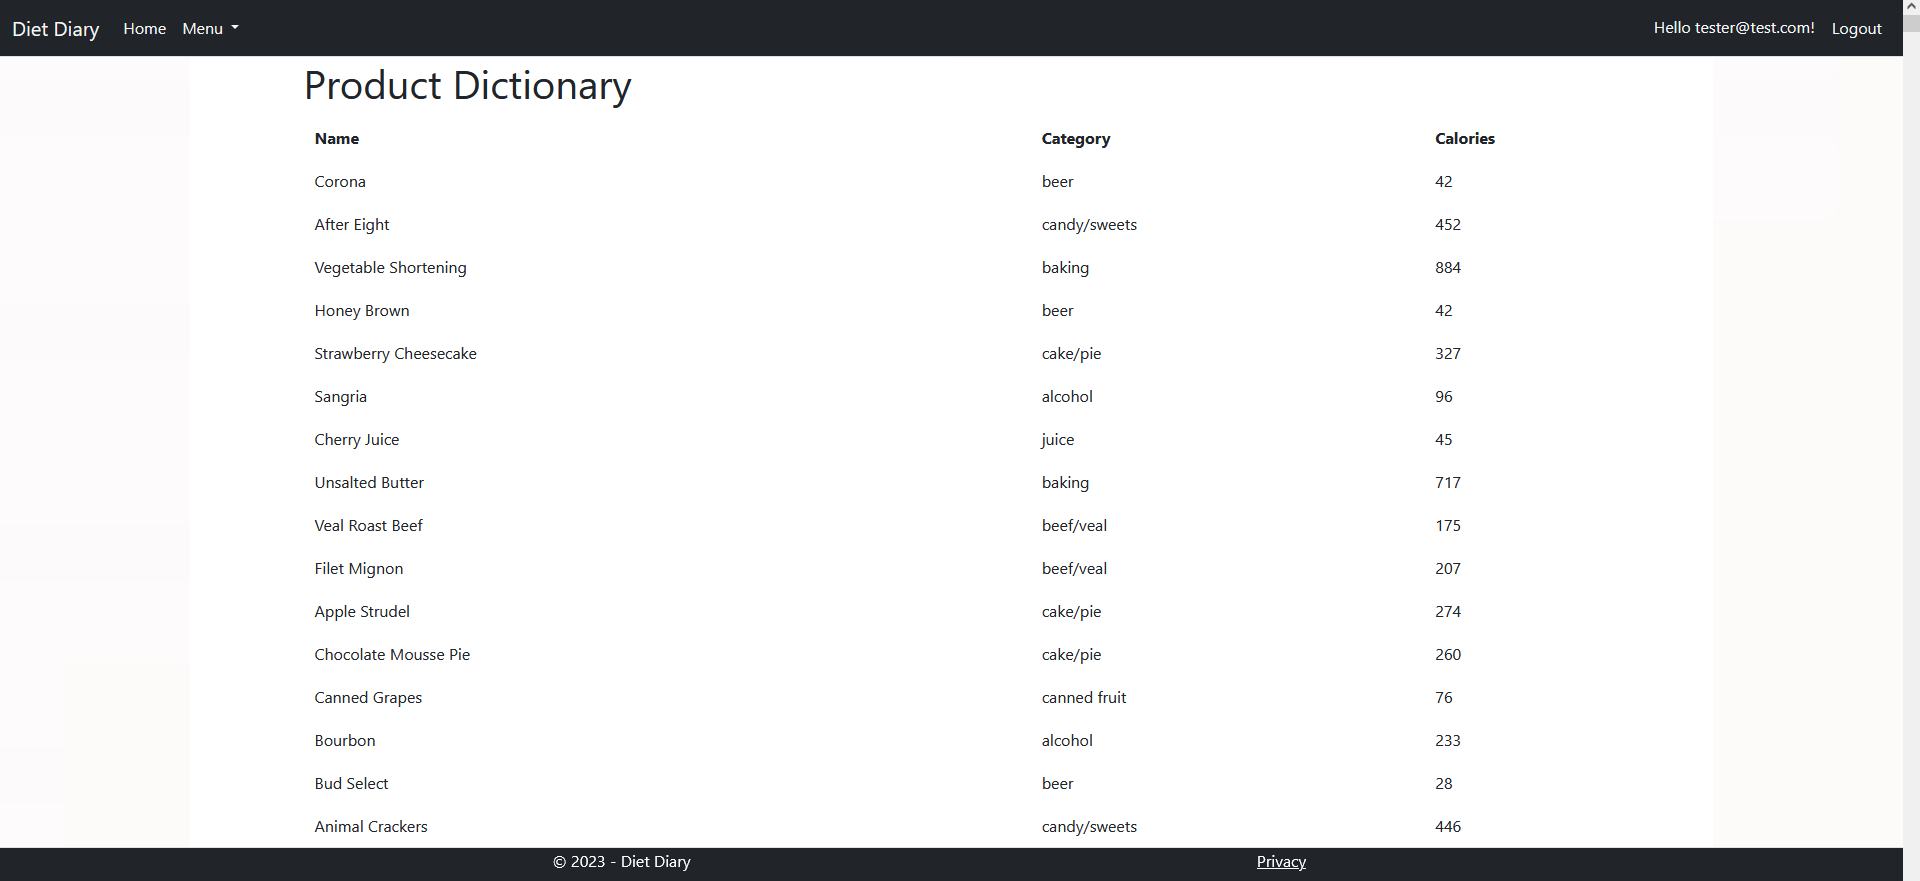 Diet Diary Home Menu Hello tester@test.com! Logout
Product Dictionary
Name Category Calories
Corona beer 42
After Eight candy/sweets 452
Vegetable Shortening baking 884
Honey Brown beer 42
Strawberry Cheesecake cake/pie 327
Sangria alcohol 96
Cherry Juice juice 45
Unsalted Butter baking 717
Veal Roast Beef beef/veal 175
Filet Mignon beef/veal 207
Apple Strudel cake/pie 274
Chocolate Mousse Pie cake/pie 260
Canned Grapes canned fruit 76
Bourbon alcohol 233
Bud Select beer 28
Animal Crackers candy/sweets 446
© 2023 - Diet Diary Privacy